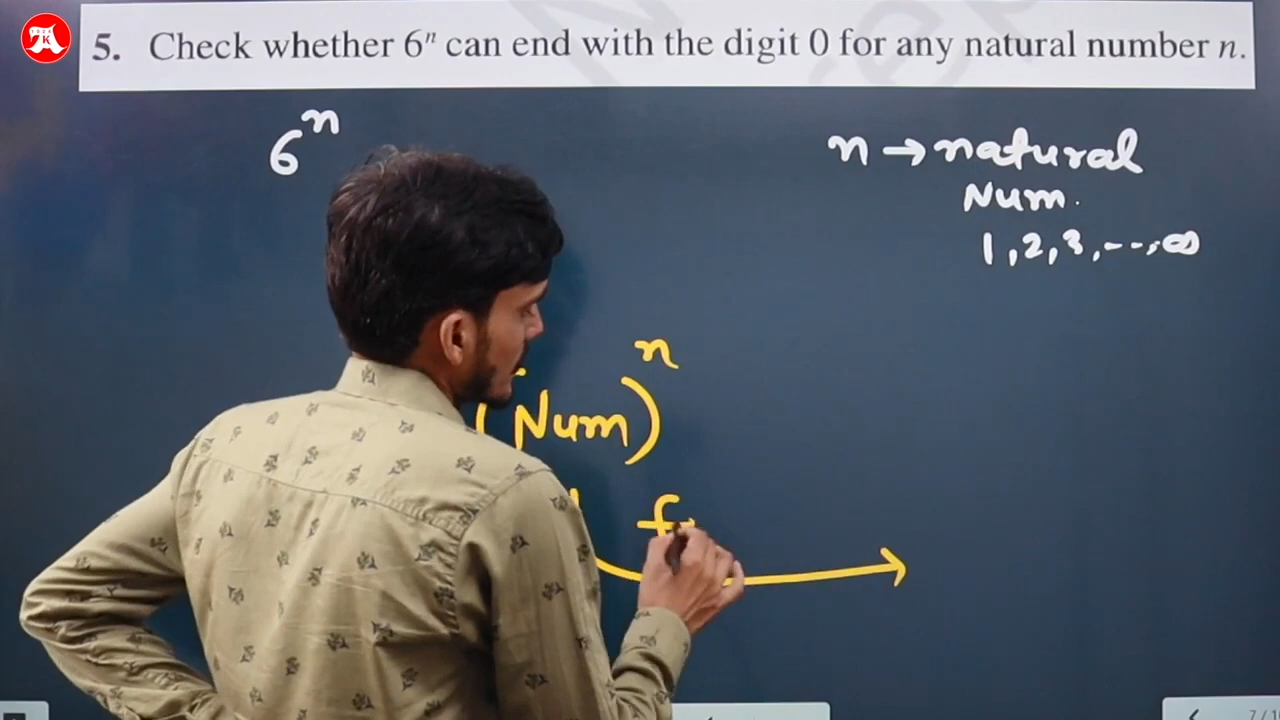 5. Check whether 6ⁿ can end with the digit 0 for any natural number n.
6ⁿ
n → natural
Num.
1, 2, 3, ---, ∞
(Num)ⁿ
f